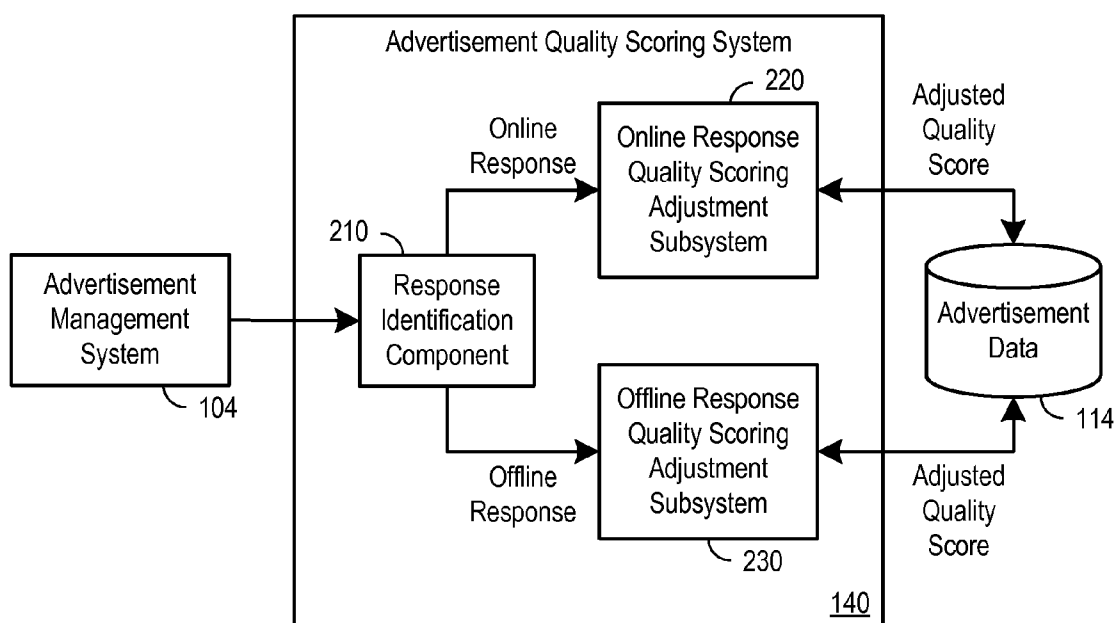 Advertisement Quality Scoring System
220
Online
Response
Online Response
Quality Scoring
Adjustment
Subsystem
Adjusted
Quality
Score
210
Response
Identification
Component
Advertisement
Management
System
104
Advertisement
Data
114
Offline Response
Quality Scoring
Adjustment
Subsystem
230
Offline
Response
Adjusted
Quality
Score
140